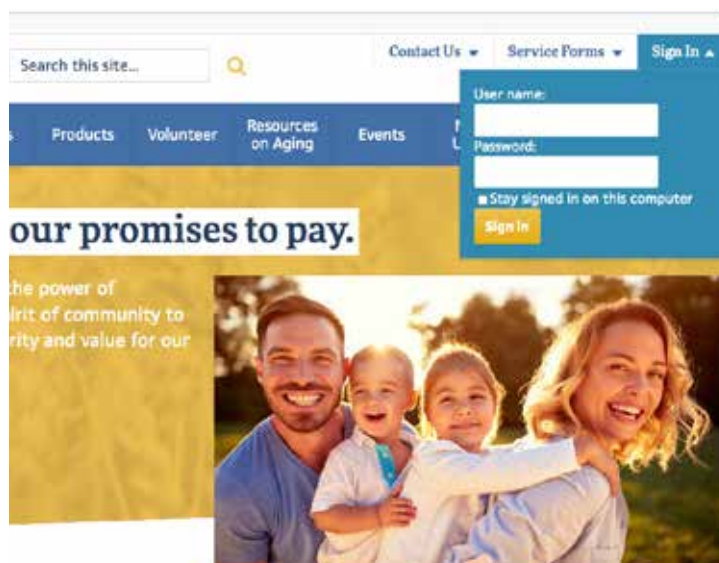 Search this site...
Contact Us
Service Forms
Sign In
User name:
Products
Volunteer
Resources
on Aging
Events
Password:
Stay signed in on this computer
Sign In
our promises to pay.
the power of
of community to
and value for our